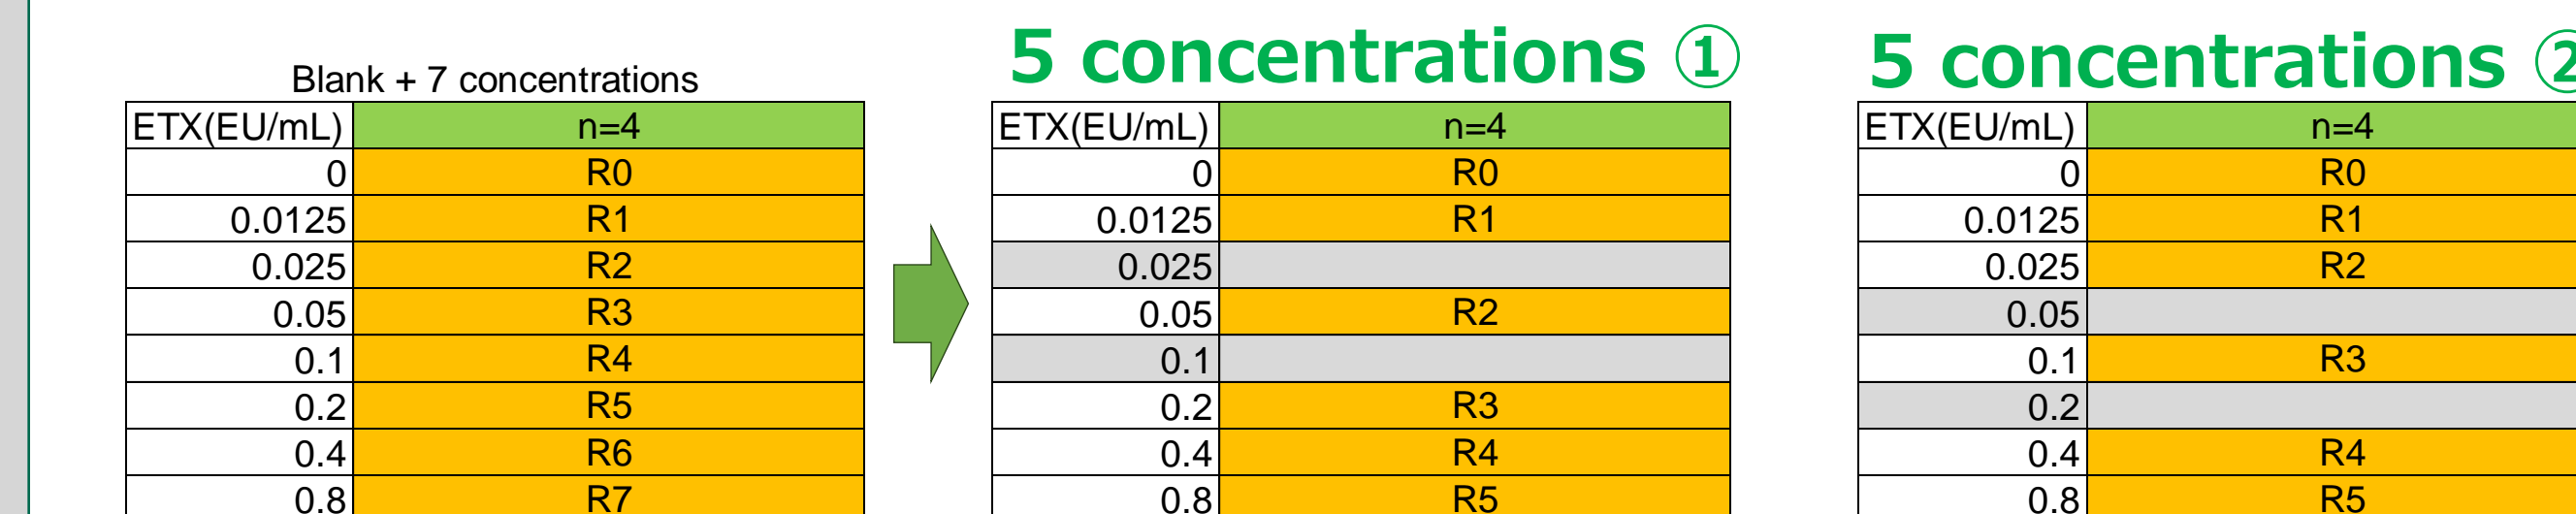 5 concentrations ①
5 concentrations ②
Blank + 7 concentrations
ETX(EU/mL) n=4
0 R0
0.0125 R1
0.025 R2
0.05 R3
0.1 R4
0.2 R5
0.4 R6
0.8 R7
ETX(EU/mL) n=4
0 R0
0.0125 R1
0.025
0.05 R2
0.1
0.2 R3
0.4 R4
0.8 R5
ETX(EU/mL) n=4
0 R0
0.0125 R1
0.025 R2
0.05
0.1 R3
0.2
0.4 R4
0.8 R5